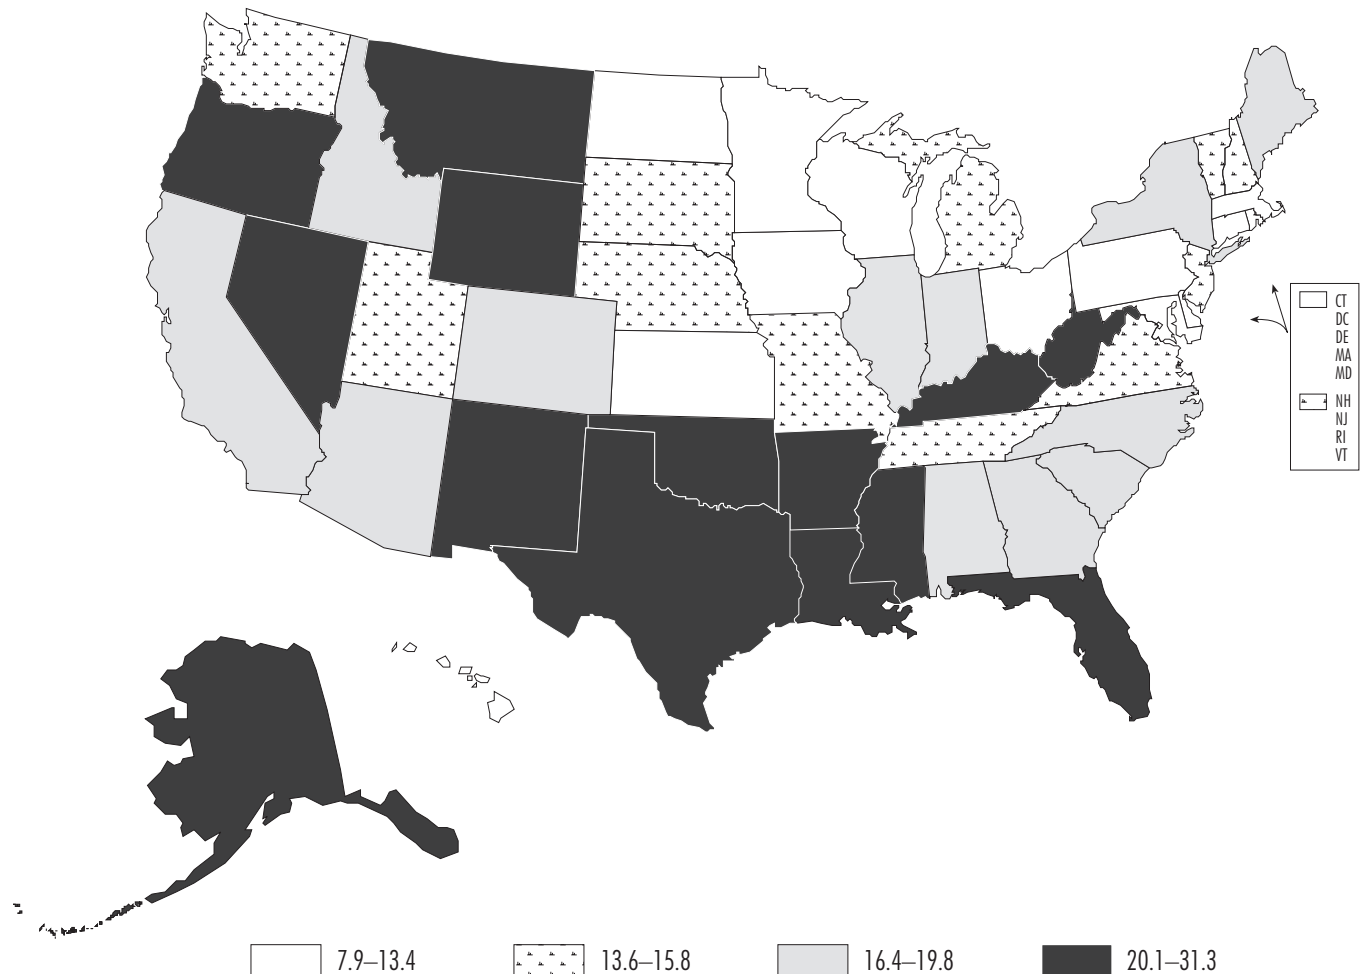 CT
DC
DE
MA
MD
NH
NJ
RI
VT
7.9–13.4
13.6–15.8
16.4–19.8
20.1–31.3